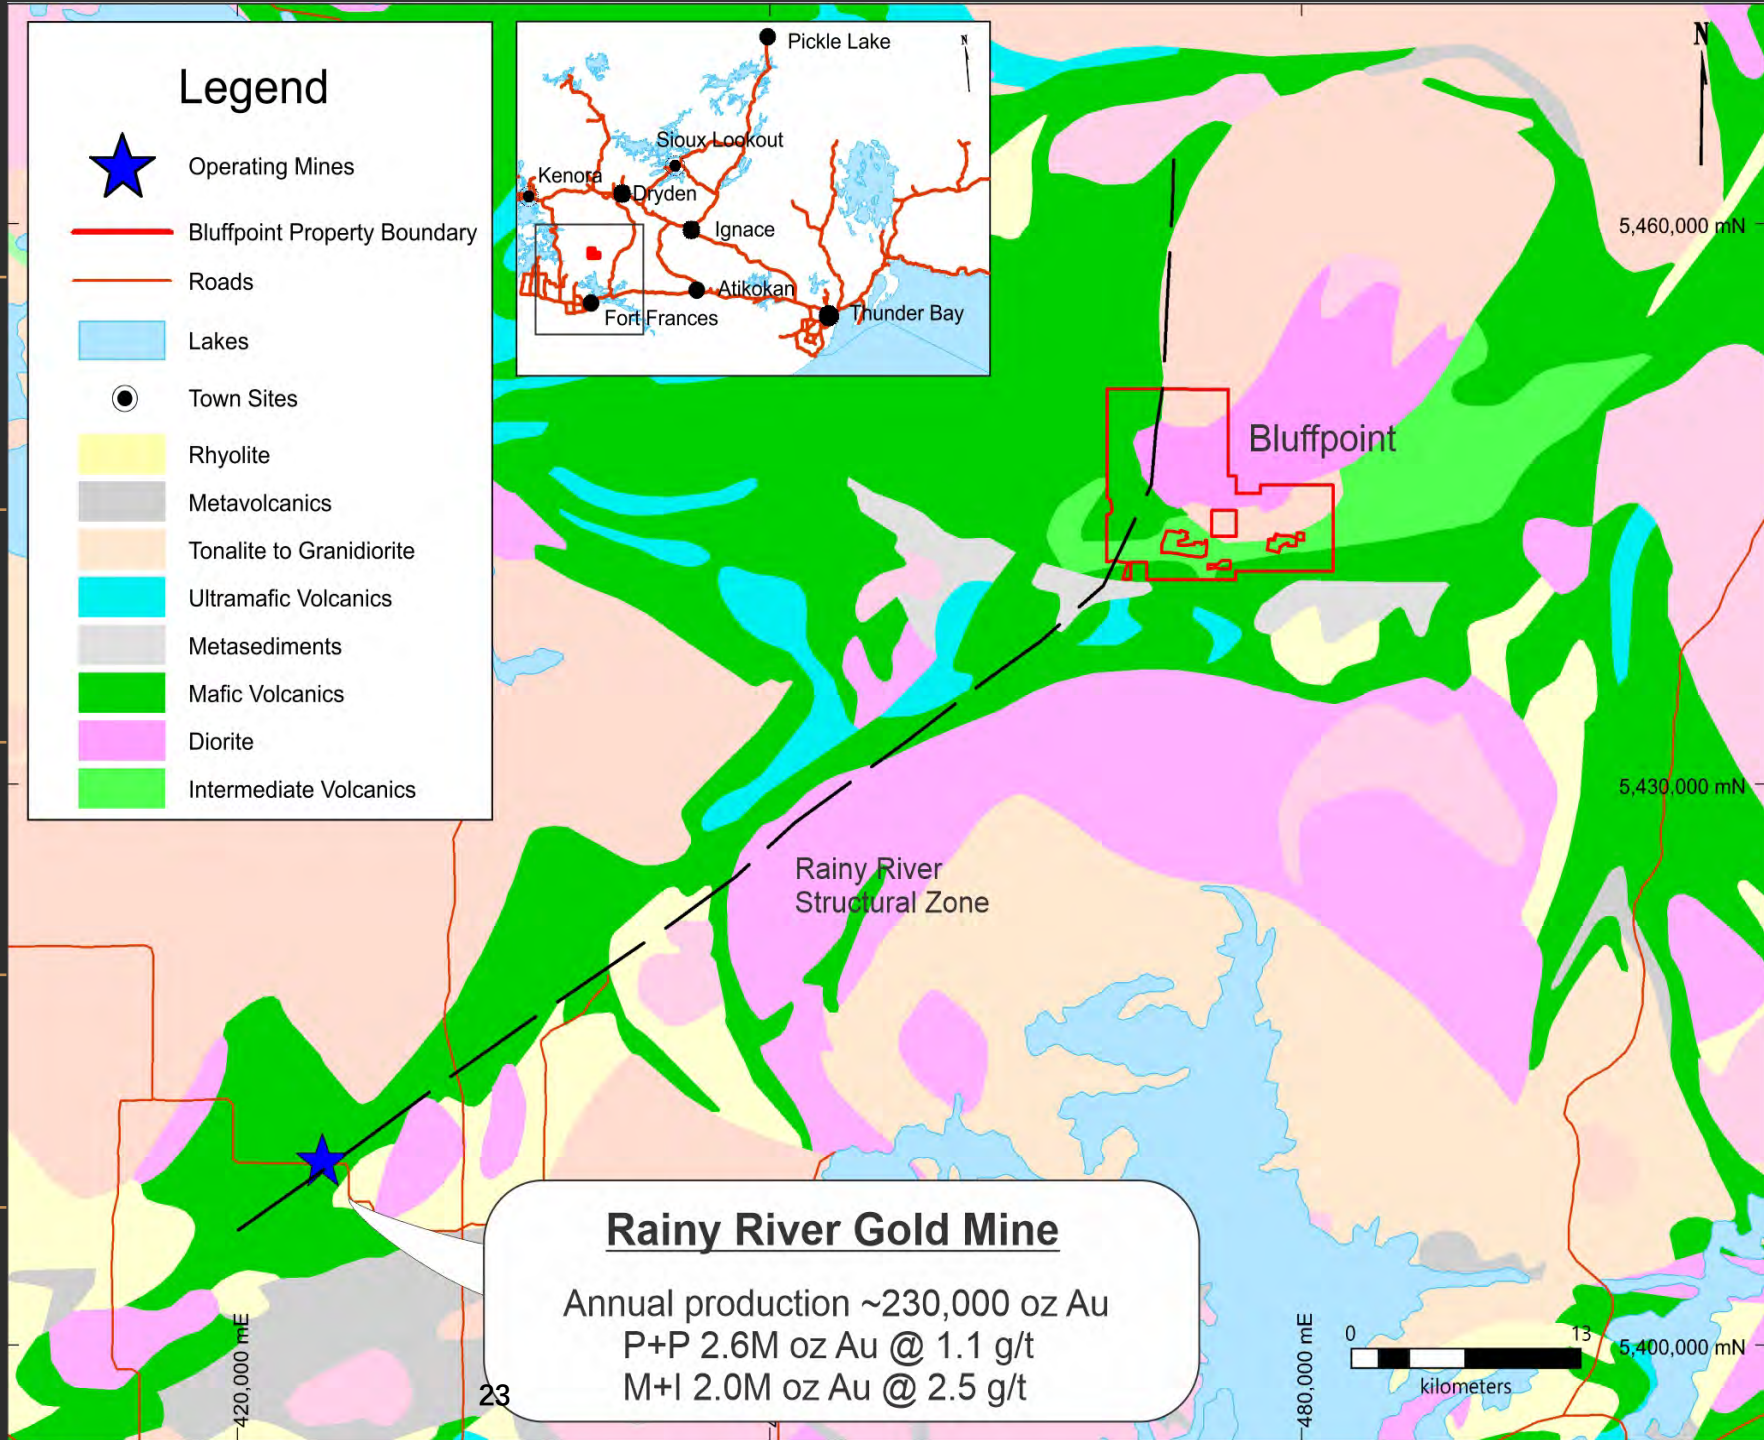 Legend
Operating Mines
Bluffpoint Property Boundary
Roads
Lakes
Town Sites
Rhyolite
Metavolcanics
Tonalite to Granidiorite
Ultramafic Volcanics
Metasediments
Mafic Volcanics
Diorite
Intermediate Volcanics
Pickle Lake
N
Sioux Lookout
Kenora
Dryden
Ignace
Atikokan
Fort Frances
Thunder Bay
N
5,460,000 mN
Bluffpoint
5,430,000 mN
Rainy River
Structural Zone
Rainy River Gold Mine
Annual production ~230,000 oz Au
P+P 2.6M oz Au @ 1.1 g/t
M+I 2.0M oz Au @ 2.5 g/t
23
420,000 mE
480,000 mE
0 13
kilometers
5,400,000 mN